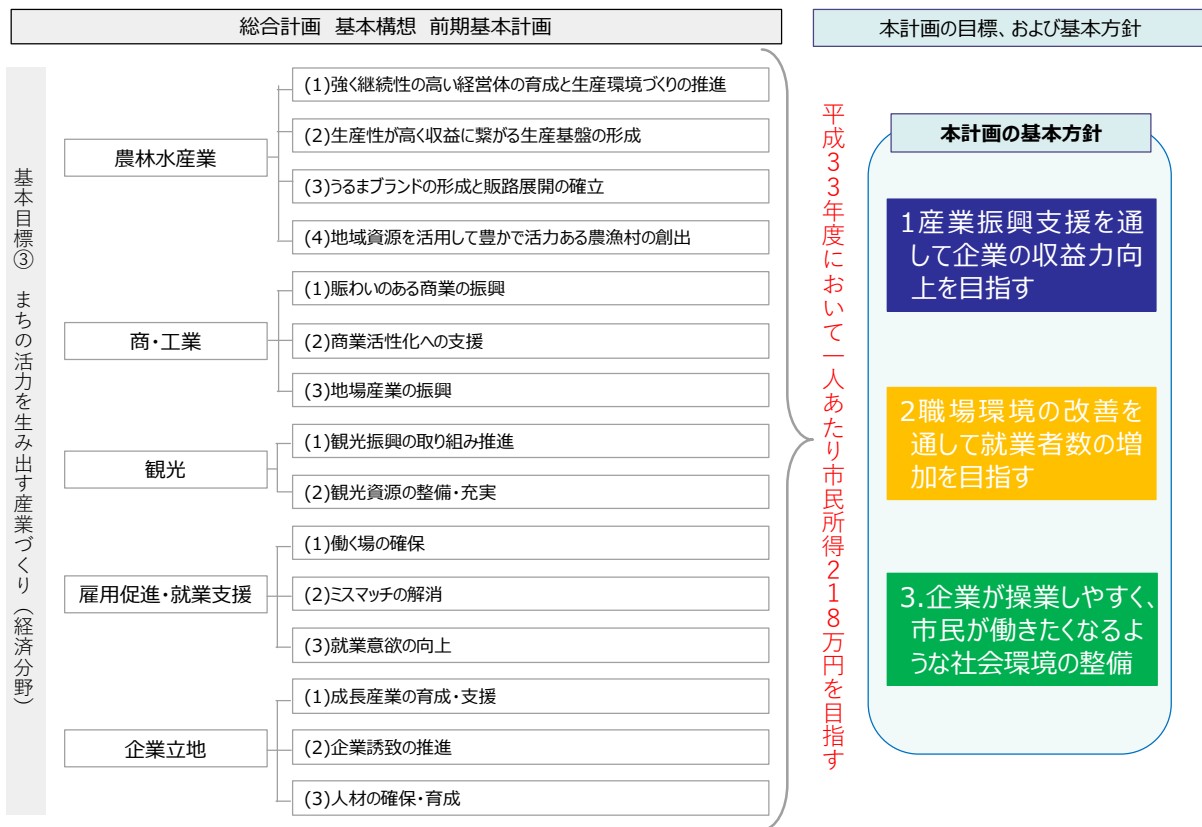 総合計画 基本構想 前期基本計画
本計画の目標、および基本方針
基本目標③ まちの活力を生み出す産業づくり（経済分野）
農林水産業
(1)強く継続性の高い経営体の育成と生産環境づくりの推進
(2)生産性が高く収益に繋がる生産基盤の形成
(3)うるまブランドの形成と販路展開の確立
(4)地域資源を活用して豊かで活力ある農漁村の創出
商・工業
(1)賑わいのある商業の振興
(2)商業活性化への支援
(3)地場産業の振興
観光
(1)観光振興の取り組み推進
(2)観光資源の整備・充実
雇用促進・就業支援
(1)働く場の確保
(2)ミスマッチの解消
(3)就業意欲の向上
企業立地
(1)成長産業の育成・支援
(2)企業誘致の推進
(3)人材の確保・育成
平成３３年度において一人あたり市民所得２１８万円を目指す
本計画の基本方針
1産業振興支援を通
して企業の収益力向
上を目指す
2職場環境の改善を
通して就業者数の増
加を目指す
3.企業が操業しやすく、
市民が働きたくなるよ
うな社会環境の整備